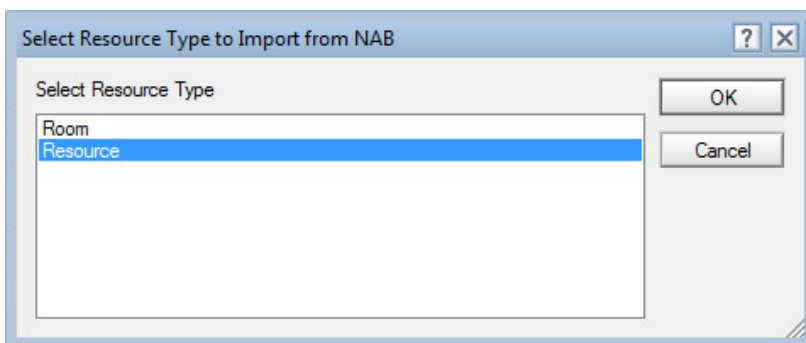 Select Resource Type to Import from NAB
Select Resource Type
OK
Room
Resource
Cancel